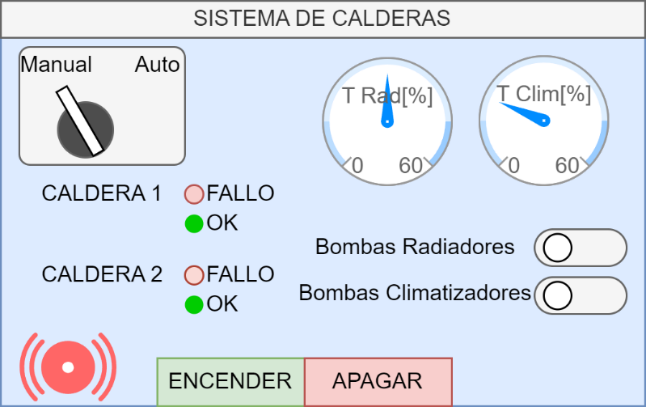 SISTEMA DE CALDERAS
Manual Auto
T Rad[%]
0 60
T Clim[%]
0 60
CALDERA 1
FALLO
OK
CALDERA 2
FALLO
OK
Bombas Radiadores
Bombas Climatizadores
ENCENDER
APAGAR